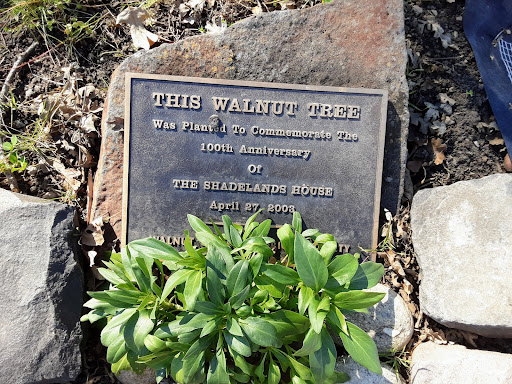 THIS WALNUT TREE
Was Planted To Commemorate The
100th Anniversary
Of
THE SHADELANDS HOUSE
April 27, 2003